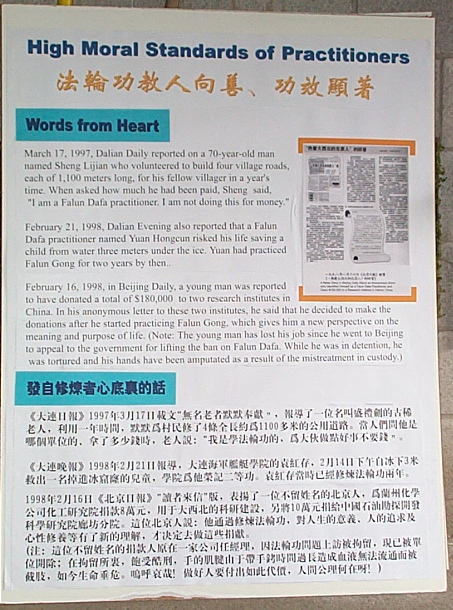 High Moral Standards of Practitioners
法輪功教人向善、功效顯著
Words from Heart
March 17, 1997, Dalian Daily reported on a 70-year-old man
named Sheng Lijian who volunteered to build four village roads,
each of 1,100 meters long, for his fellow villager in a year's
time. When asked how much he had been paid, Sheng said,
"I am a Falun Dafa practitioner. I am not doing this for money."
February 21, 1998, Dalian Evening also reported that a Falun
Dafa practitioner named Yuan Hongcun risked his life saving a
child from water three meters under the ice. Yuan had practiced
Falun Gong for two years by then..
February 16, 1998, in Beijing Daily, a young man was reported
to have donated a total of $180,000 to two research institutes in
China. In his anonymous letter to these two institutes, he said that he decided to make the
donations after he started practicing Falun Gong, which gives him a new perspective on the
meaning and purpose of life. (Note: The young man has lost his job since he went to Beijing
to appeal to the government for lifting the ban on Falun Dafa. While he was in detention, he
was tortured and his hands have been amputated as a result of the mistreatment in custody.)
發自修煉者心底裏的話
《大連日報》1997年3月17日載文"無名老者默默奉獻"，報導了一位名叫盛禮劍的古稀
老人，利用一年時間，默默爲村民修了4條全長約爲1100多米的公用道路。當人們問他是
哪個單位的，拿了多少錢時，老人説："我是學法輪功的，爲大伙做點好事不要錢"。
《大連晚報》1998年2月21日報導，大連海軍艦艇學院的袁紅存，2月14日下午自冰下3米
救出一名掉進冰窟窿的兒童，學院爲他榮記二等功。袁紅存當時已經修煉法輪功兩年。
1998年2月16日《北京日報》"讀者來信"版，表揚了一位不留姓名的北京人，爲蘭州化學
公司化工研究院捐款8萬元，用於大西北的科研建設，另將10萬元捐給中國石油勘探開發
科學研究院廊坊分院。這位北京人説：他通過修煉法輪功，對人生的意義、人的追求及
心性修養等有了新的理解，才決定去做這些捐獻。
(注：這位不留姓名的捐款人原在一家公司任經理，因法輪功問題上訪被拘留，現已被單
位開除；在拘留所裏，飽受酷刑，手的肌腱由于帶手銬時間過長造成血液無法流通而被
截肢，如今生命垂危。嗚呼哀哉！做好人要付出如此代價，人間公理何在呀！)